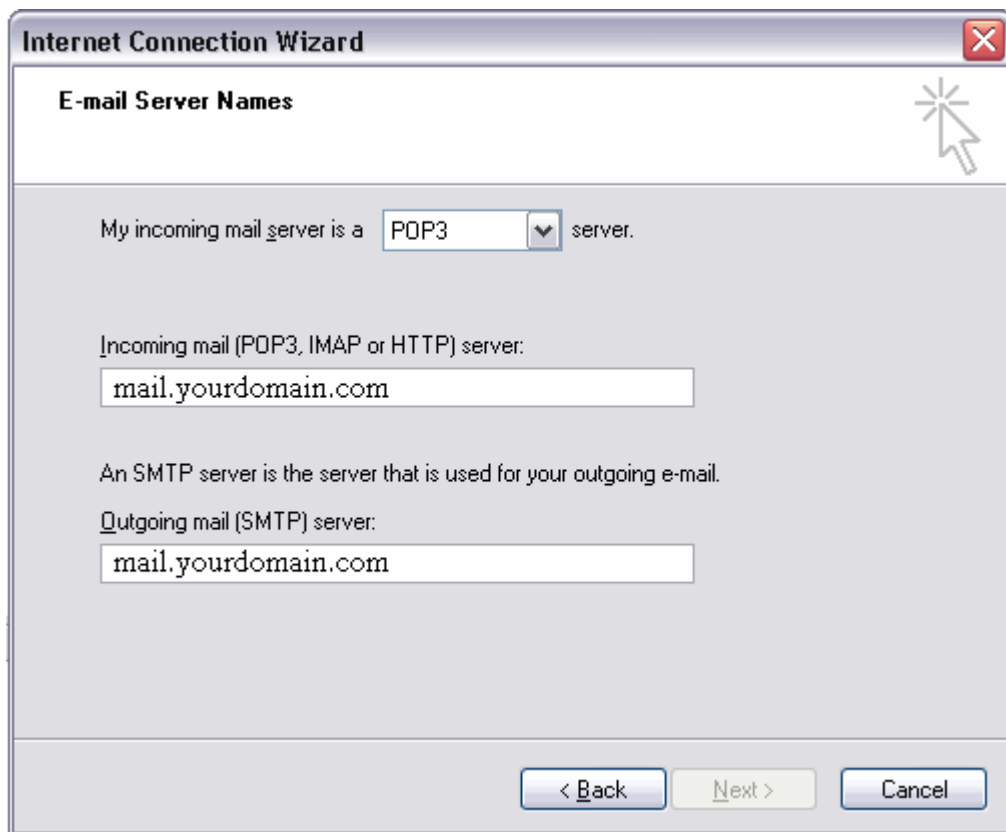 Internet Connection Wizard
E-mail Server Names
My incoming mail server is a POP3 server.
Incoming mail (POP3, IMAP or HTTP) server:
mail.yourdomain.com
An SMTP server is the server that is used for your outgoing e-mail.
Outgoing mail (SMTP) server:
mail.yourdomain.com
< Back Next > Cancel